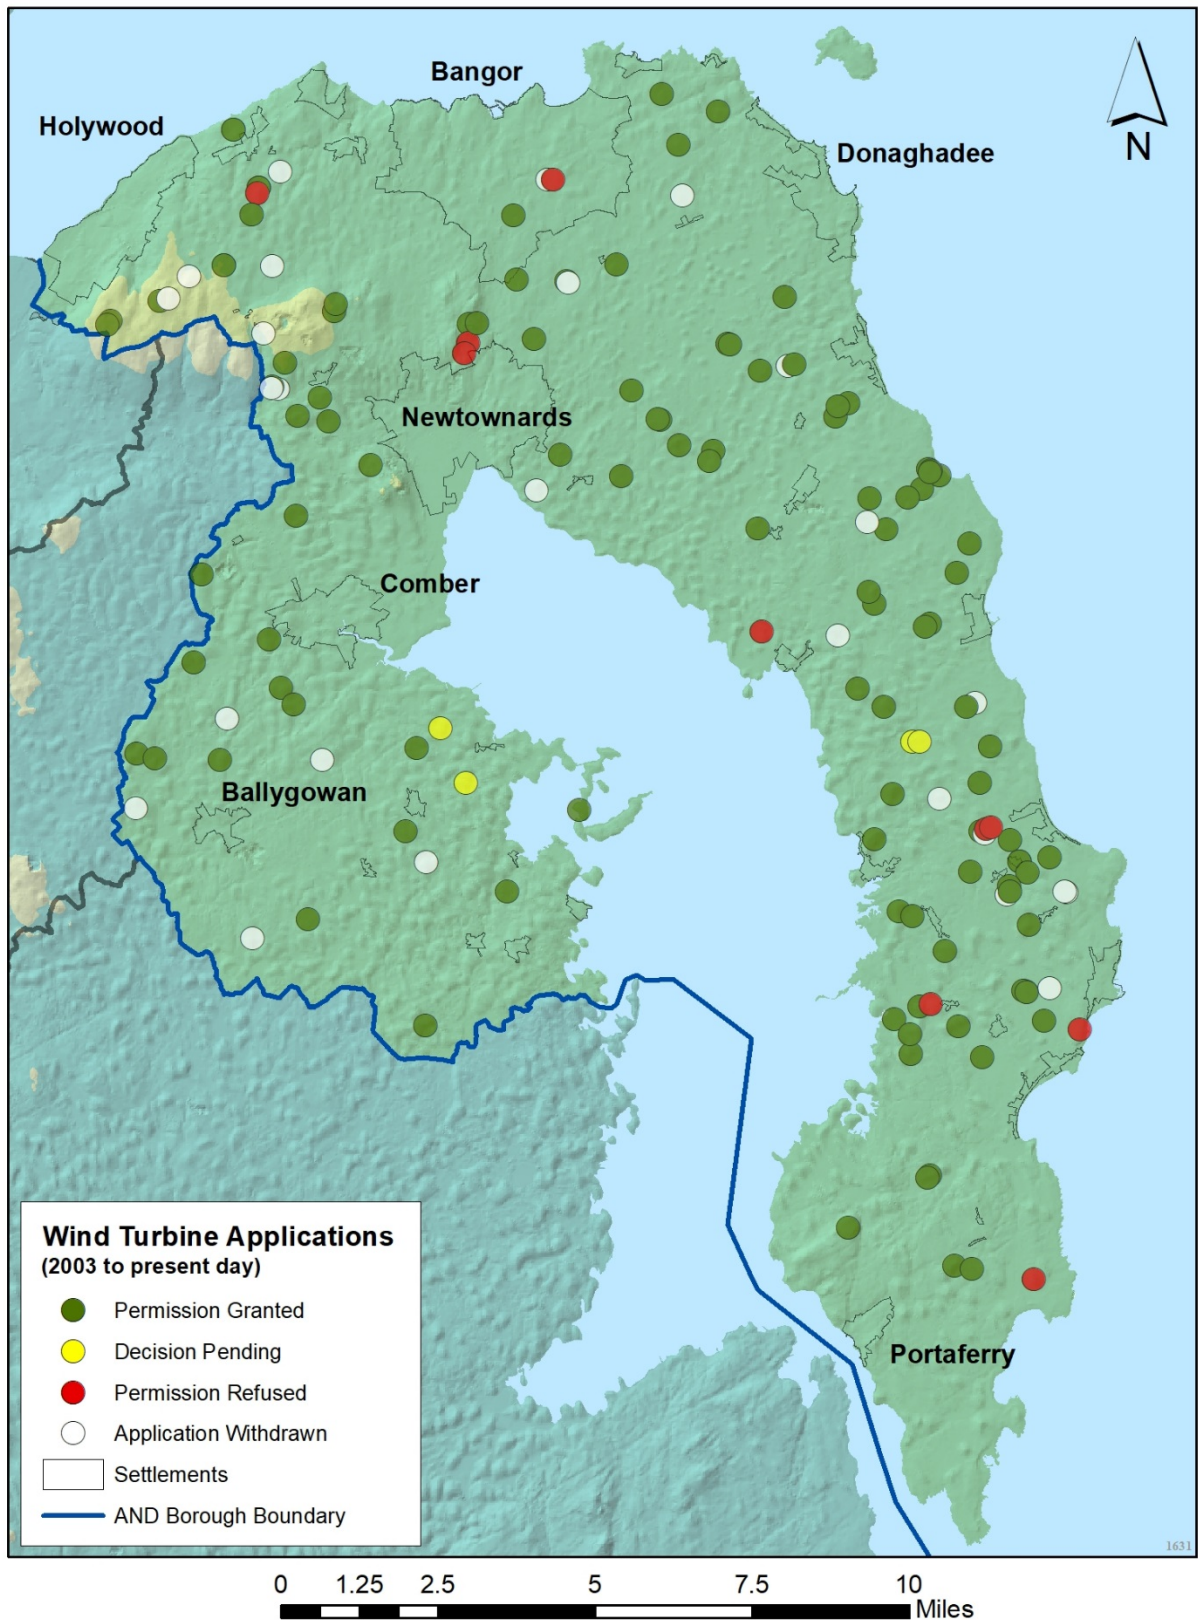 Bangor
Holywood
Donaghadee
N
Newtownards
Comber
Ballygowan
Portaferry
Wind Turbine Applications
(2003 to present day)
Permission Granted
Decision Pending
Permission Refused
Application Withdrawn
Settlements
AND Borough Boundary
1631
0 1.25 2.5 5 7.5 10
Miles